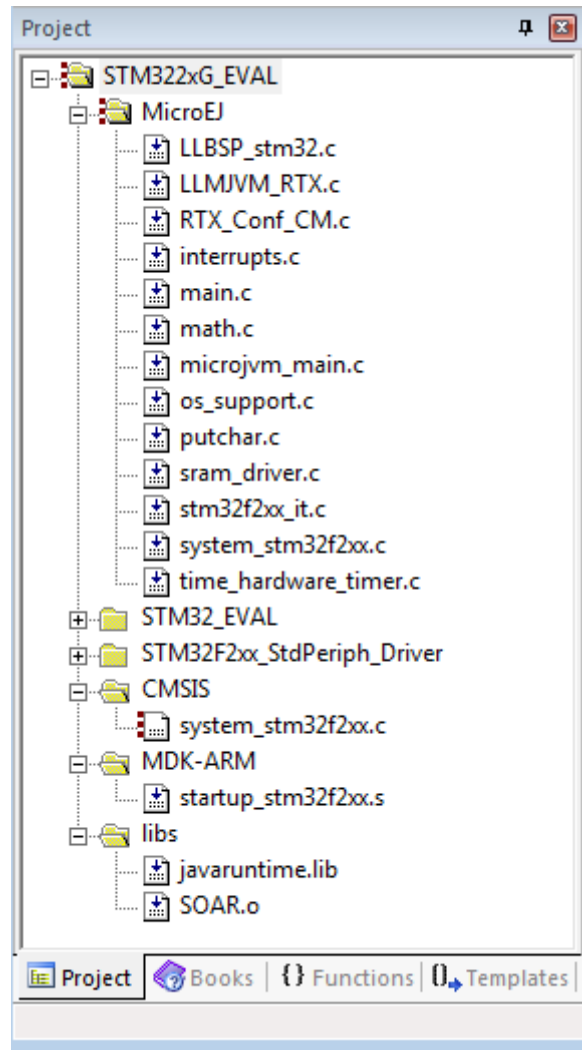 Project
STM322xG_EVAL
MicroEJ
LLBSP_stm32.c
LLMJVM_RTX.c
RTX_Conf_CM.c
interrupts.c
main.c
math.c
microjvm_main.c
os_support.c
putchar.c
sram_driver.c
stm32f2xx_it.c
system_stm32f2xx.c
time_hardware_timer.c
STM32_EVAL
STM32F2xx_StdPeriph_Driver
CMSIS
system_stm32f2xx.c
MDK-ARM
startup_stm32f2xx.s
libs
javaruntime.lib
SOAR.o
Project Books {} Functions 0 Templates